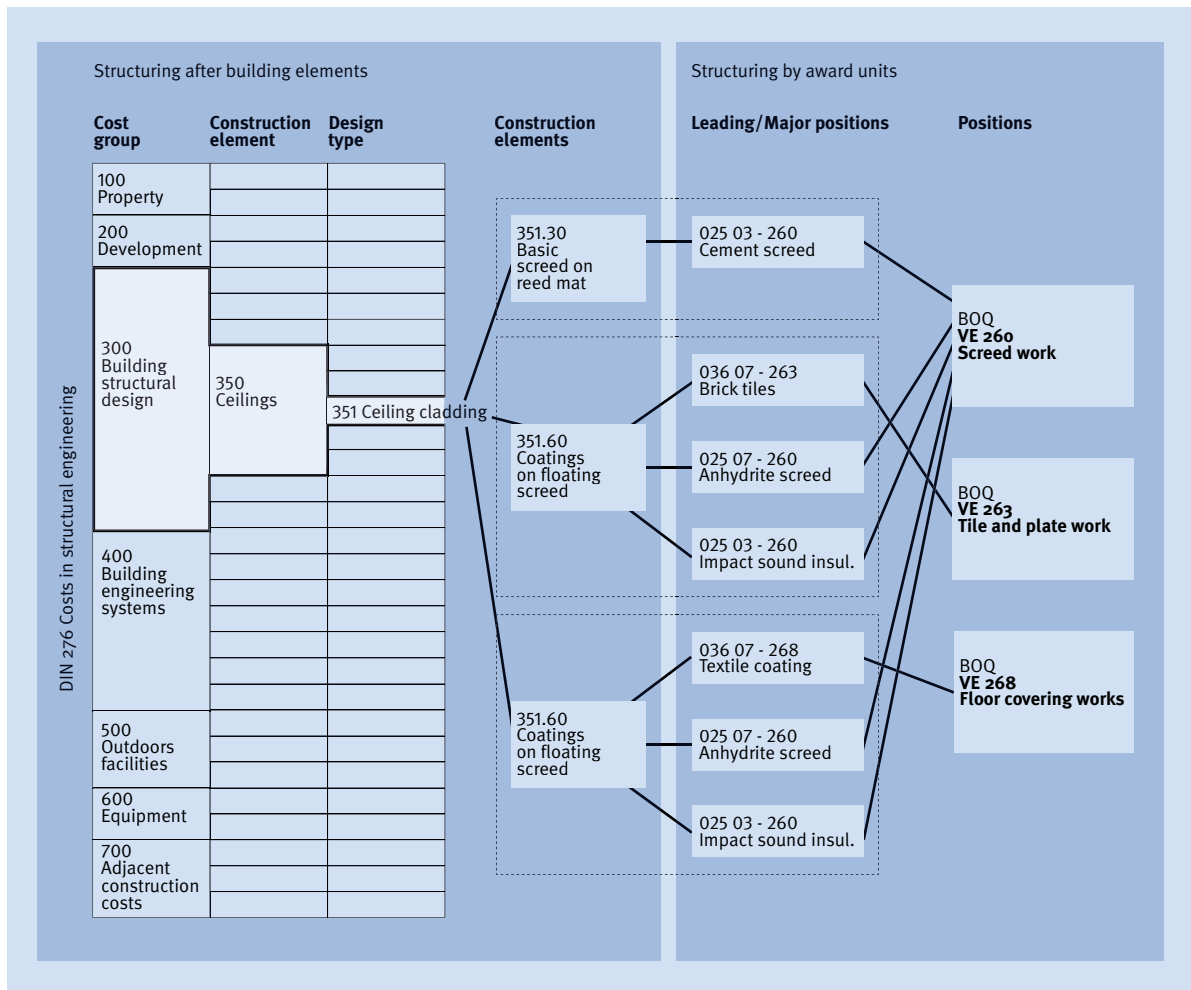 Structuring after building elements
Structuring by award units
Cost
group
Construction
element
Design
type
Construction
elements
Leading/Major positions
Positions
DIN 276 Costs in structural engineering
100
Property
200
Development
300
Building
structural
design
400
Building
engineering
systems
500
Outdoors
facilities
600
Equipment
700
Adjacent
construction
costs
350
Ceilings
351 Ceiling cladding
351.30
Basic
screed on
reed mat
351.60
Coatings
on floating
screed
351.60
Coatings
on floating
screed
025 03 - 260
Cement screed
036 07 - 263
Brick tiles
025 07 - 260
Anhydrite screed
025 03 - 260
Impact sound insul.
036 07 - 268
Textile coating
025 07 - 260
Anhydrite screed
025 03 - 260
Impact sound insul.
BOQ
VE 260
Screed work
BOQ
VE 263
Tile and plate work
BOQ
VE 268
Floor covering works